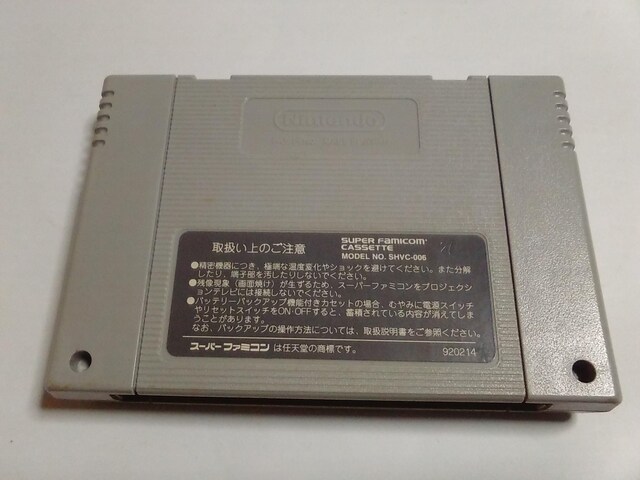 Nintendo
取扱い上のご注意
SUPER FAMICOM
CASSETTE
MODEL NO. SHVC-006
●精密機器につき、極端な温度変化やショックを避けてください。また分解
したり、端子部を汚したりしないでください。
●残像現象(画面焼け)が生ずるため、スーパーファミコンをプロジェクショ
ンテレビには接続しないでください。
●バッテリーバックアップ機能付きカセットの場合、むやみに電源スイッチ
やリセットスイッチをON・OFFすると、蓄積されている内容が消えてしま
うことがあります。
なお、バックアップの操作方法については、取扱説明書をご参照ください。
スーパーファミコン は任天堂の商標です。
920214